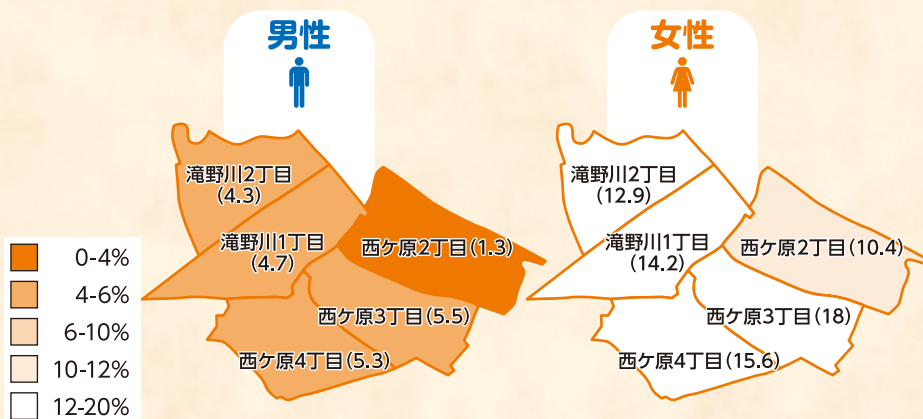 男性
滝野川2丁目
(4.3)
滝野川1丁目
(4.7)
西ケ原2丁目(1.3)
西ケ原3丁目(5.5)
西ケ原4丁目(5.3)
女性
滝野川2丁目
(12.9)
滝野川1丁目
(14.2)
西ケ原2丁目(10.4)
西ケ原3丁目(18)
西ケ原4丁目(15.6)
0-4%
4-6%
6-10%
10-12%
12-20%